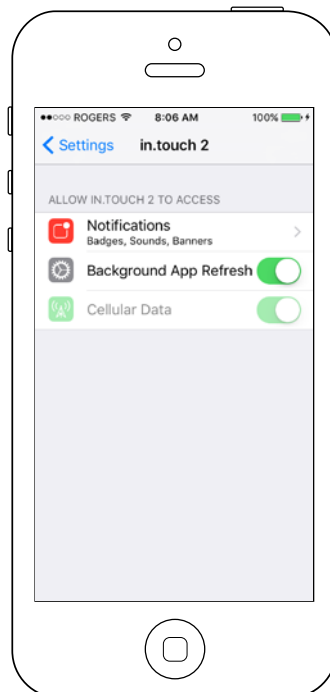 ●●○○○ ROGERS 8:06 AM 100%
Settings in.touch 2
ALLOW IN.TOUCH 2 TO ACCESS
Notifications
Badges, Sounds, Banners
Background App Refresh
Cellular Data